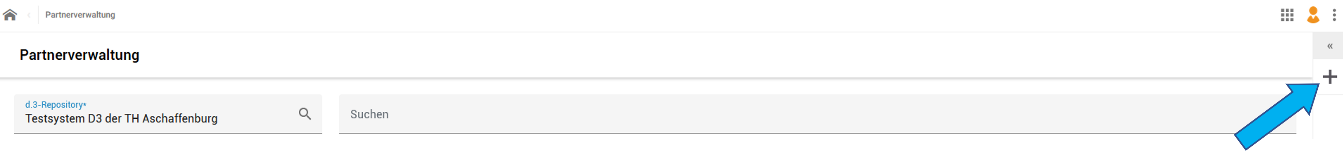 Partnerverwaltung
Partnerverwaltung
d.3-Repository*
Testsystem D3 der TH Aschaffenburg
Suchen